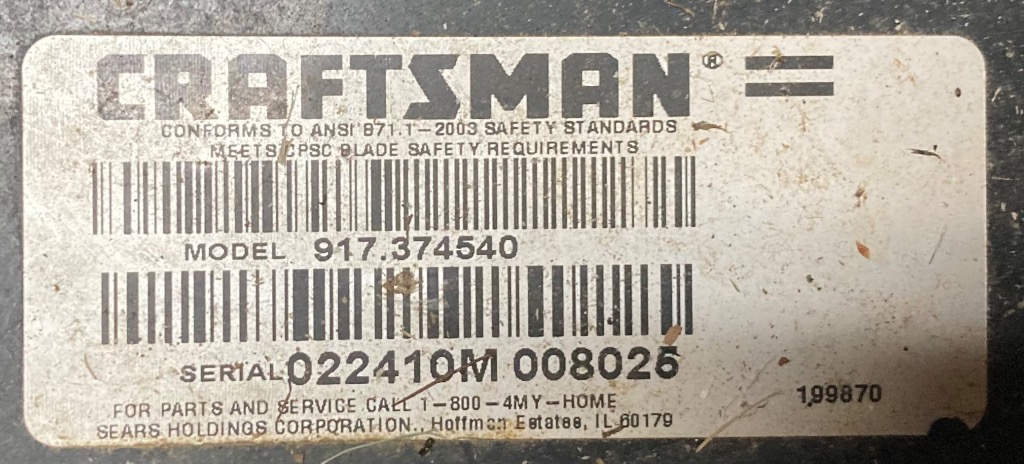 CRAFTSMAN®
CONFORMS TO ANSI B71.1-2003 SAFETY STANDARDS
MEETS CPSC BLADE SAFETY REQUIREMENTS
MODEL 917.374540
SERIAL 022410M 008025
199870
FOR PARTS AND SERVICE CALL 1-800-4MY-HOME
SEARS HOLDINGS CORPORATION., Hoffman Estates, IL 60179